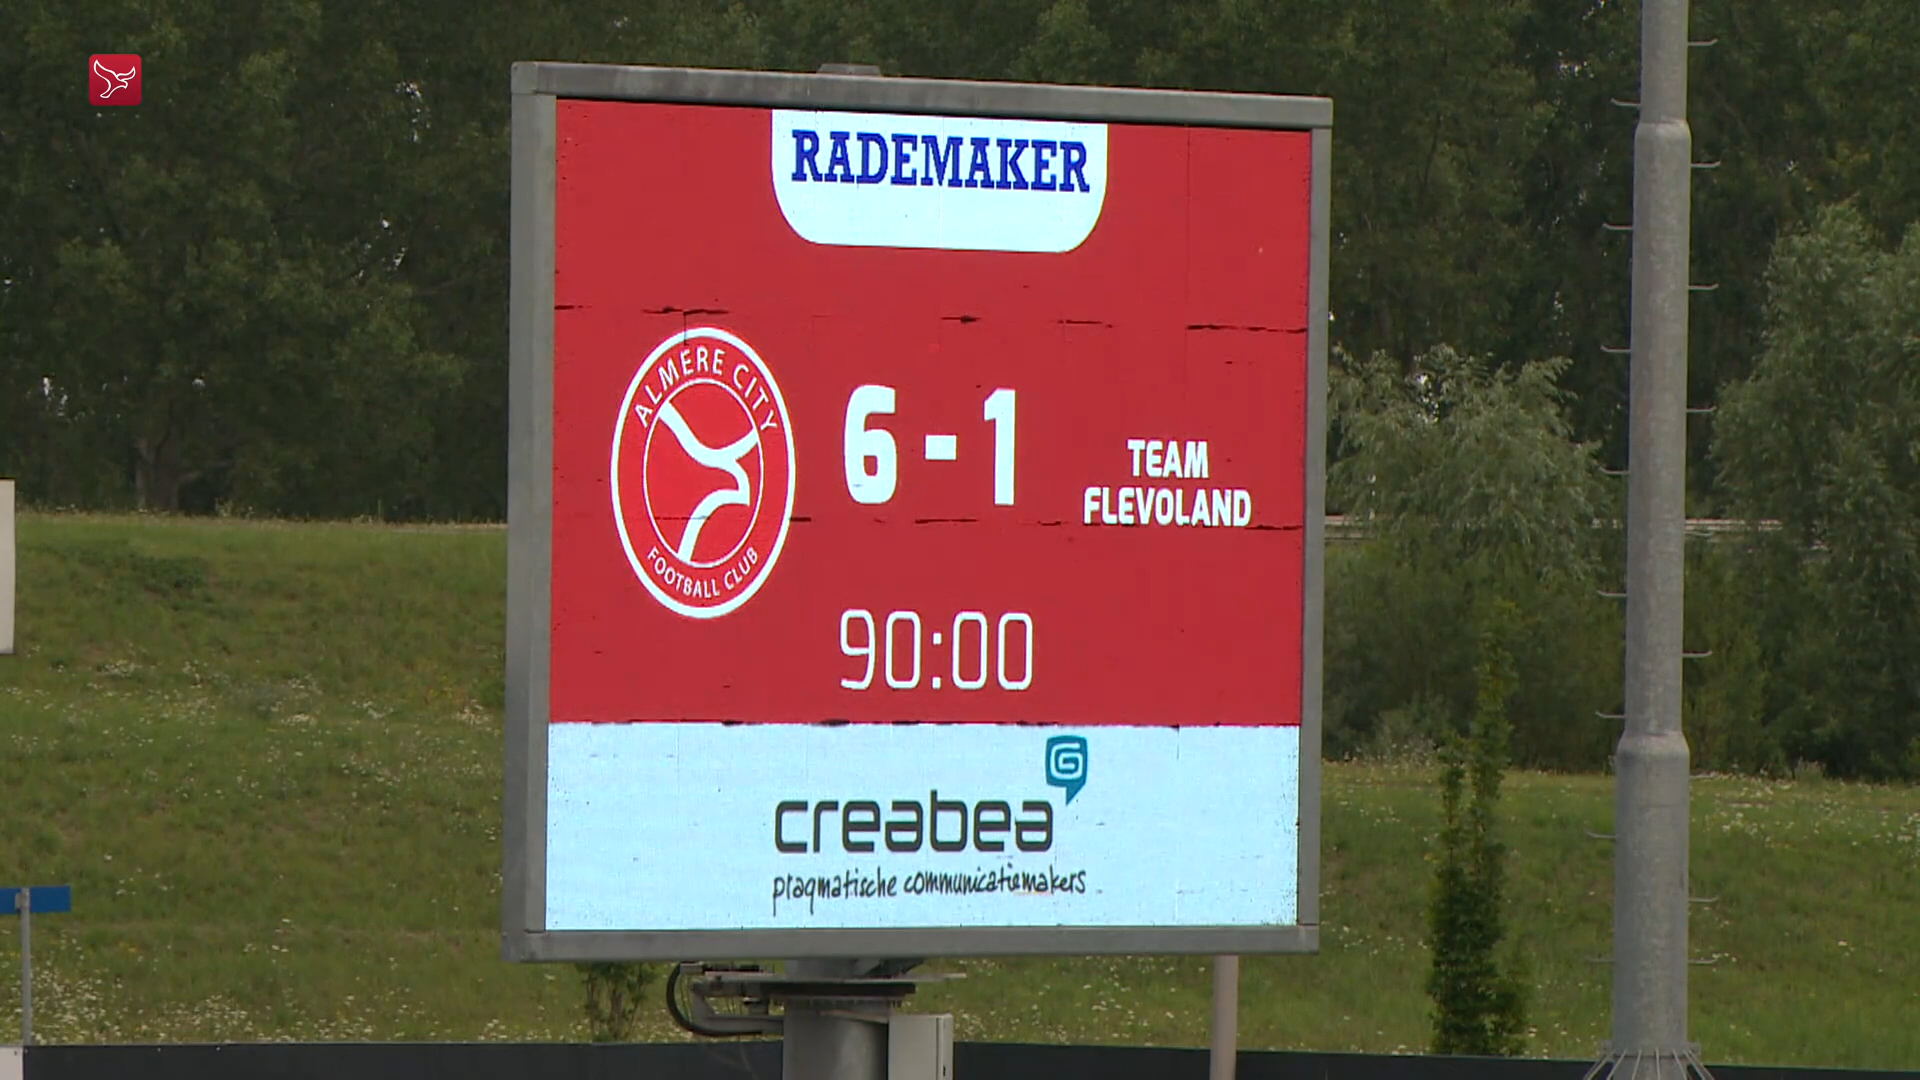 RADEMAKER
ALMERE CITY
FOOTBALL CLUB
6 - 1
TEAM
FLEVOLAND
90:00
creabea
pragmatische communicatiemakers